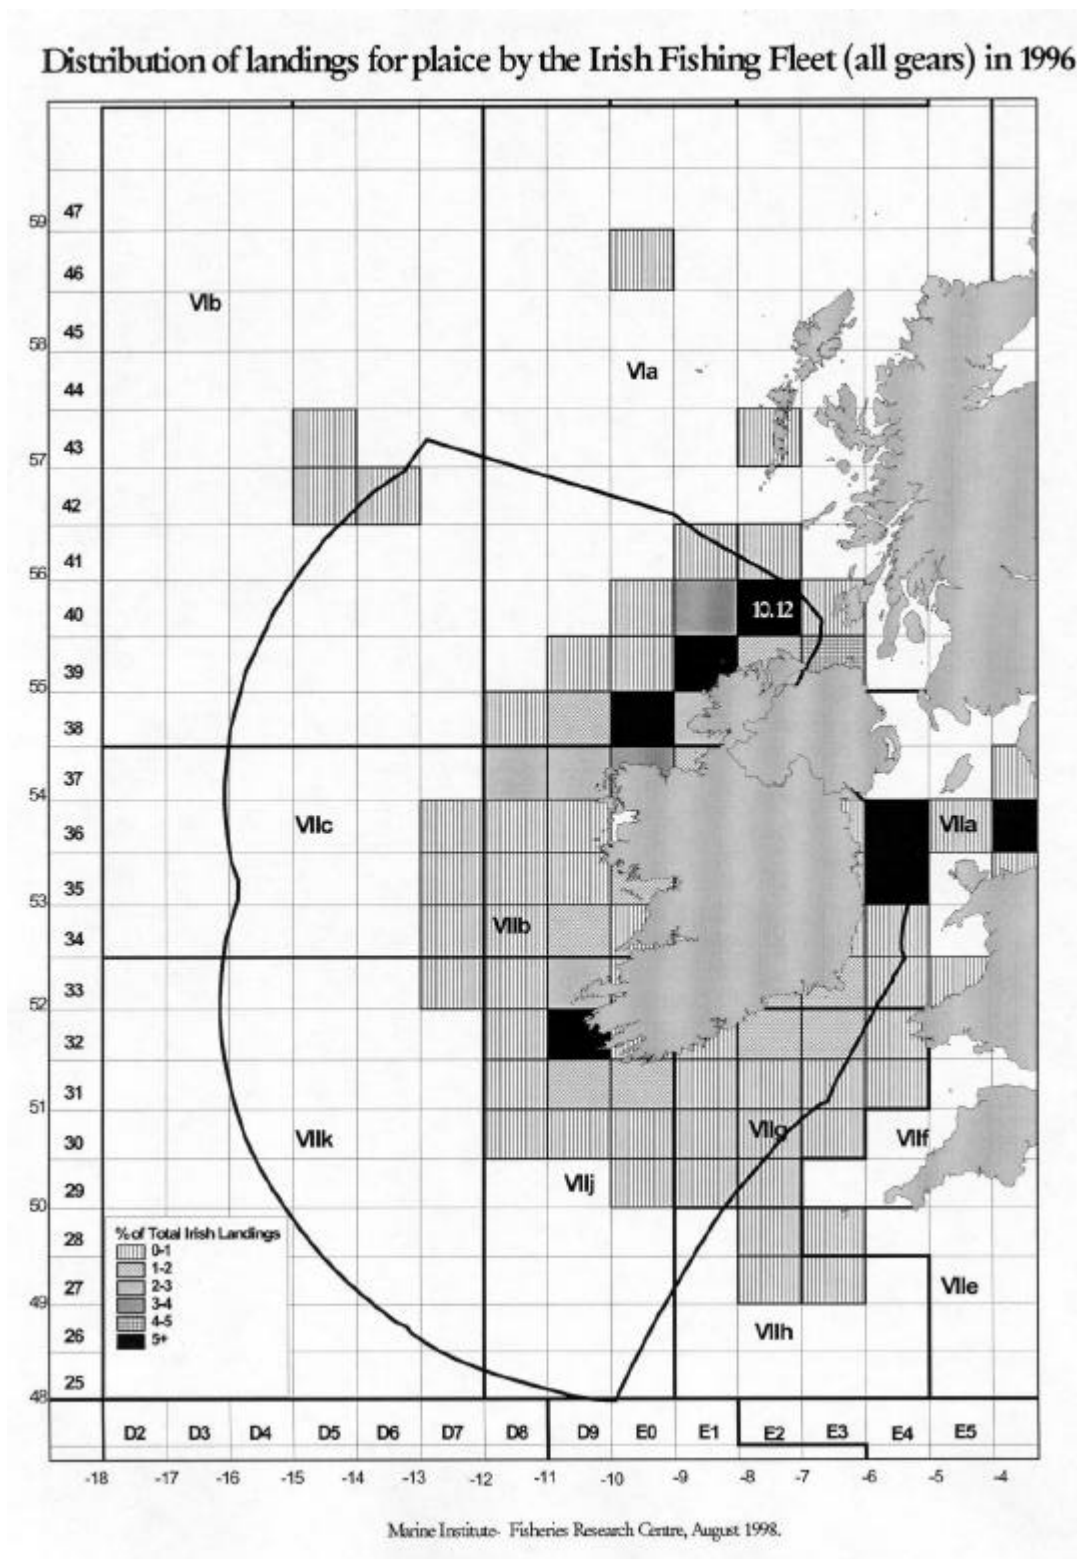 Distribution of landings for plaice by the Irish Fishing Fleet (all gears) in 1996
47
59
46
VIb
45
58
VIa
44
43
57
42
41
56
40
10.12
39
55
38
37
54
VIIc
VIIa
36
35
53
VIIb
34
33
52
32
31
51
VIIg
30
VIIk
VIIf
VIIj
29
50
% of Total Irish Landings
28
0-1
1-2
27
2-3
VIIe
49
3-4
4-5
26
5+
VIIh
25
48
D2 D3 D4 D5 D6 D7 D8 D9 E0 E1 E2 E3 E4 E5
-18 -17 -16 -15 -14 -13 -12 -11 -10 -9 -8 -7 -6 -5 -4
Marine Institute- Fisheries Research Centre, August 1998.